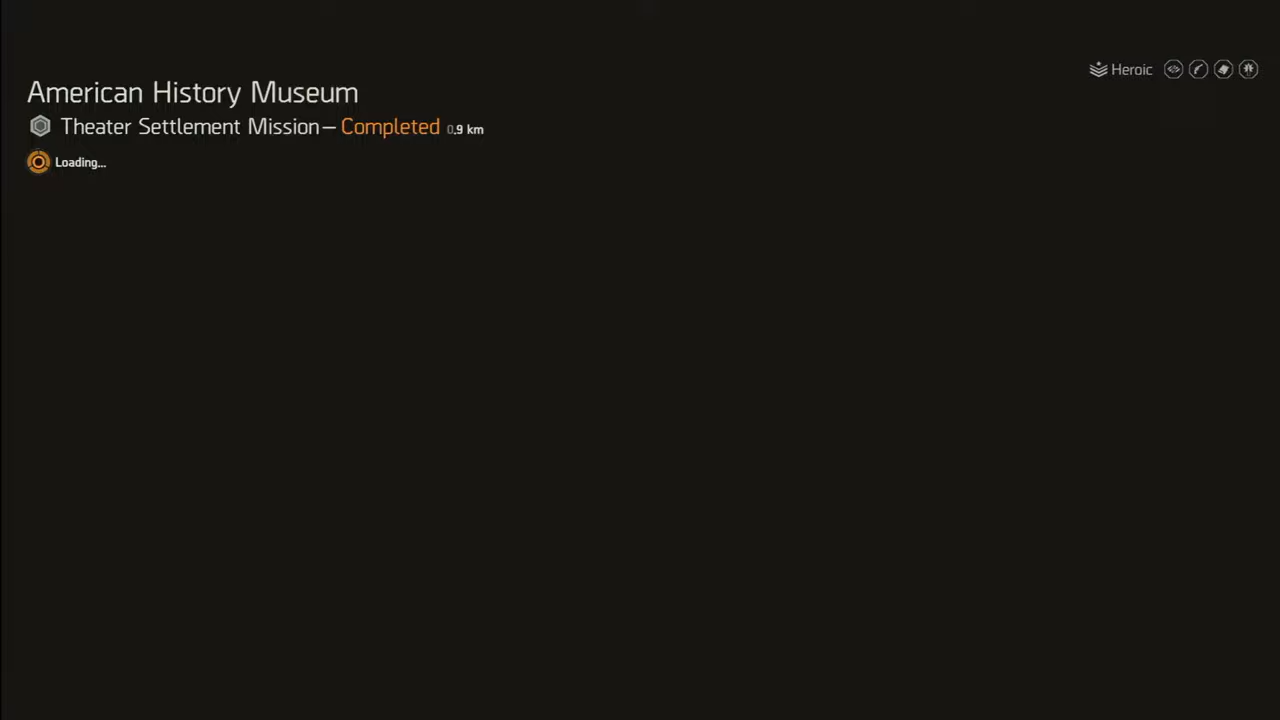 Heroic
American History Museum
Theater Settlement Mission – Completed 0.9 km
Loading...